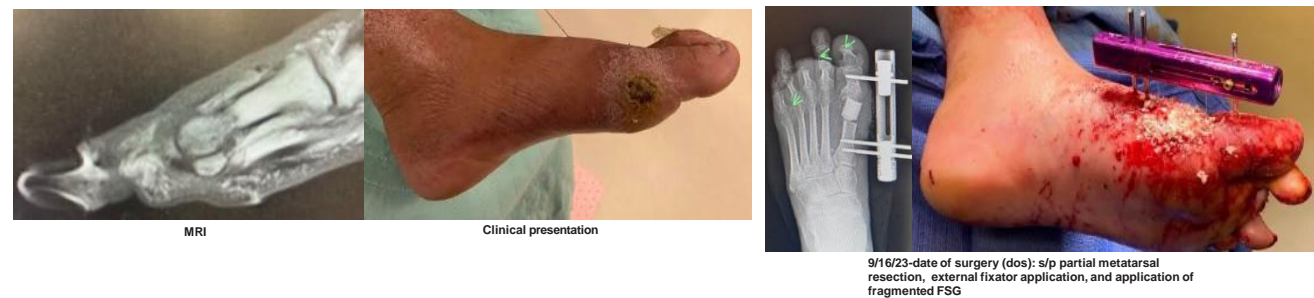 MRI
Clinical presentation
9/16/23-date of surgery (dos): s/p partial metatarsal
resection, external fixator application, and application of
fragmented FSG